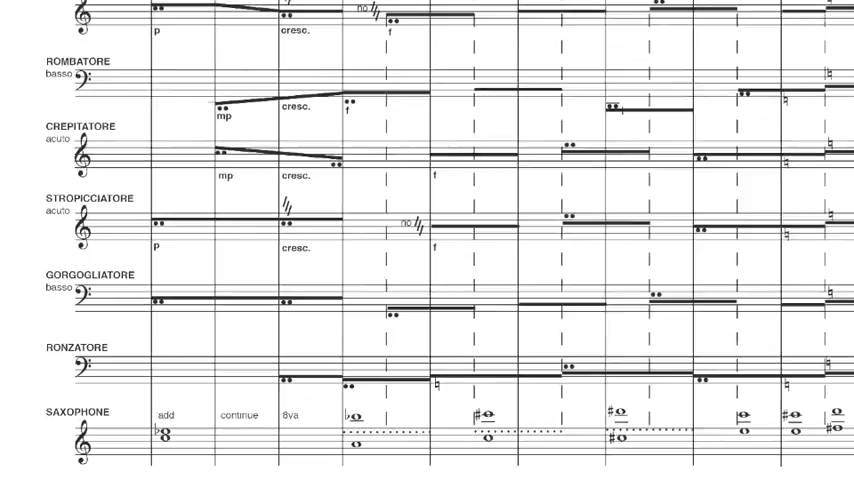 no
p cresc. f
ROMBATORE
basso
mp cresc. f
CREPITATORE
acuto
mp cresc. f
STROPICCIATORE
acuto
no
p cresc. f
GORGOGLIATORE
basso
RONZATORE
SAXOPHONE add continue 8va